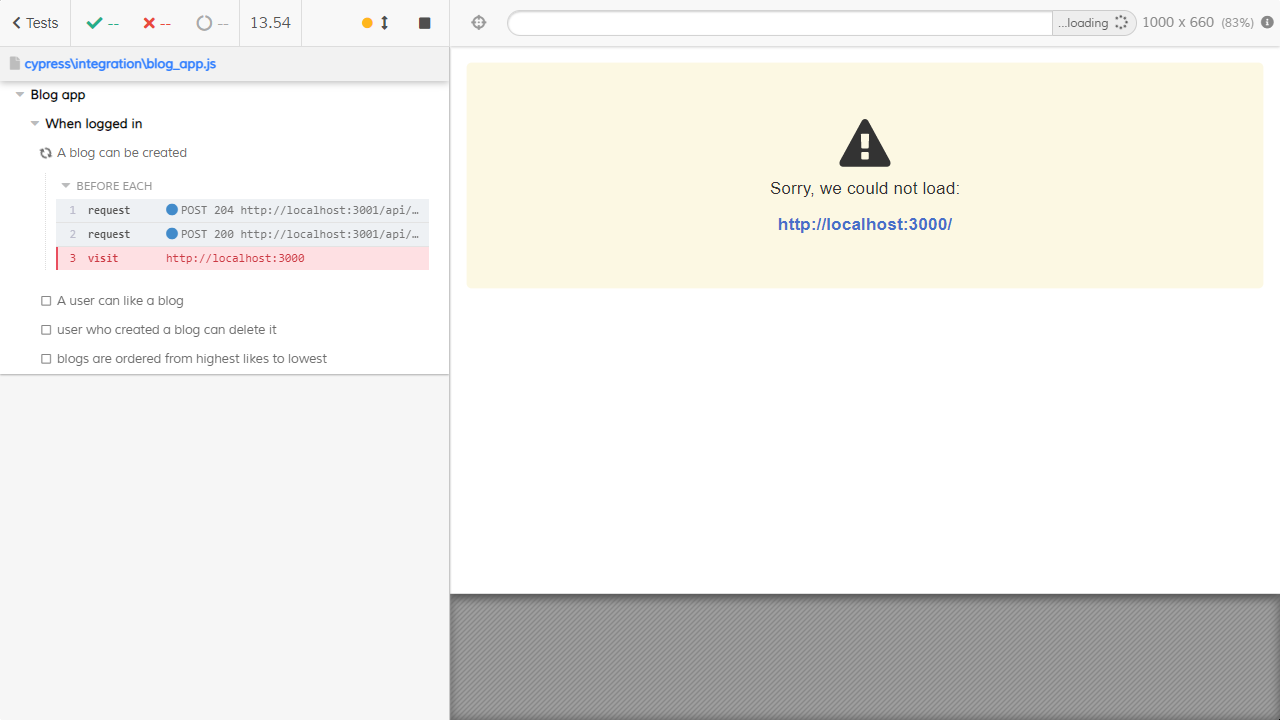 Tests -- -- -- 13.54
cypress\integration\blog_app.js
Blog app
When logged in
A blog can be created
BEFORE EACH
1 request POST 204 http://localhost:3001/api/…
2 request POST 200 http://localhost:3001/api/…
3 visit http://localhost:3000
A user can like a blog
user who created a blog can delete it
blogs are ordered from highest likes to lowest
...loading 1000 x 660 (83%)
Sorry, we could not load:
http://localhost:3000/